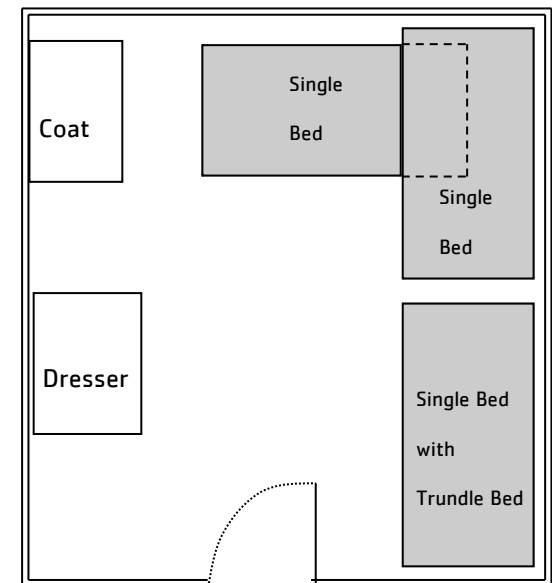 Single
Bed
Coat
Single
Bed
Dresser
Single Bed
with
Trundle Bed